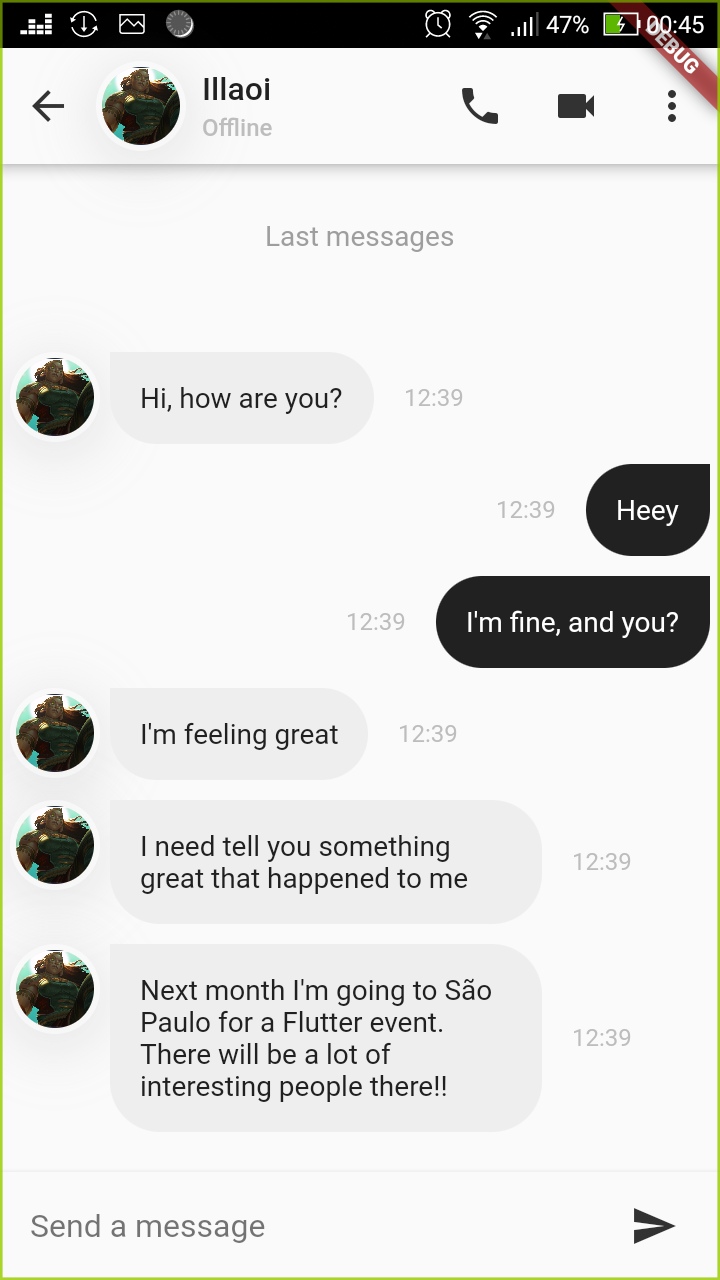 47% 00:45
DEBUG
Illaoi
Offline
Last messages
Hi, how are you? 12:39
12:39 Heey
12:39 I'm fine, and you?
I'm feeling great 12:39
I need tell you something
great that happened to me
12:39
Next month I'm going to São
Paulo for a Flutter event.
There will be a lot of
interesting people there!!
12:39
Send a message